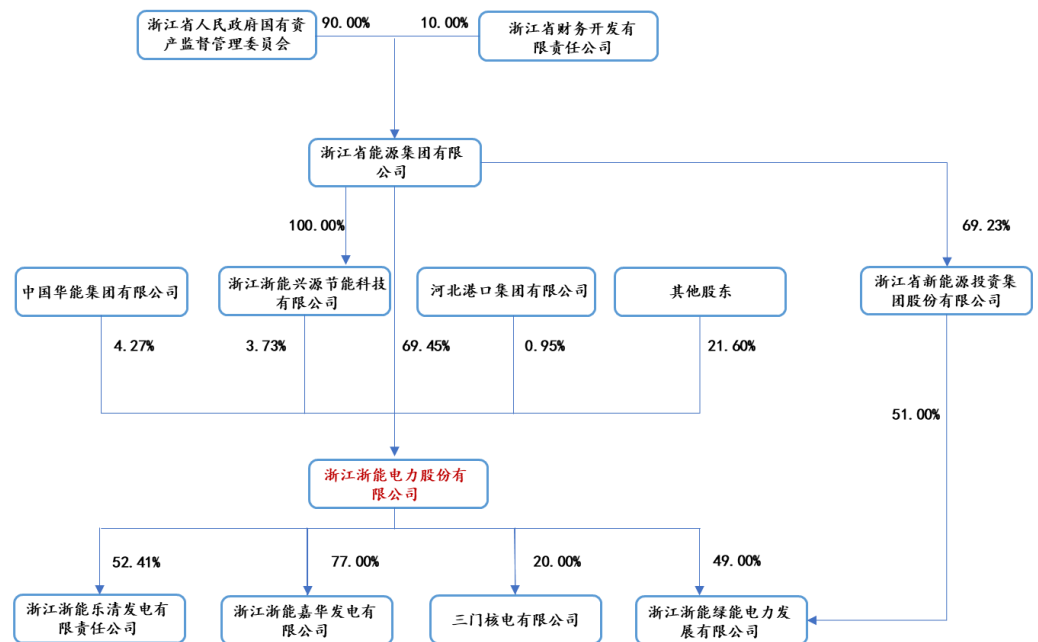 浙江省人民政府国有资
产监督管理委员会
90.00%
10.00%
浙江省财务开发有
限责任公司
浙江省能源集团有限
公司
100.00%
69.23%
中国华能集团有限公司
浙江浙能兴源节能科技
有限公司
河北港口集团有限公司
其他股东
浙江省新能源投资集
团股份有限公司
4.27%
3.73%
69.45%
0.95%
21.60%
51.00%
浙江浙能电力股份有
限公司
52.41%
77.00%
20.00%
49.00%
浙江浙能乐清发电有
限责任公司
浙江浙能嘉华发电有
限公司
三门核电有限公司
浙江浙能绿能电力发
展有限公司